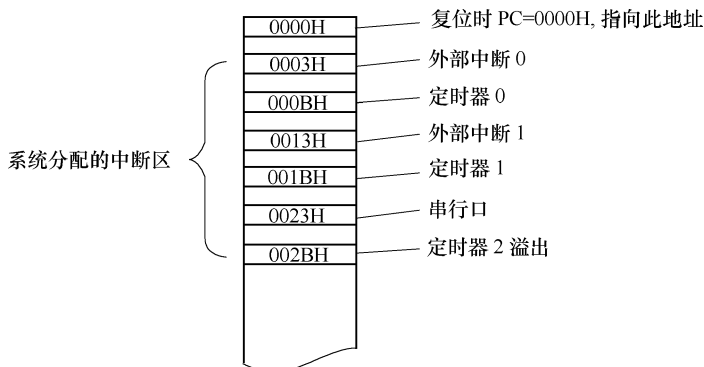 0000H 复位时 PC=0000H, 指向此地址
0003H 外部中断 0
000BH 定时器 0
0013H 外部中断 1
系统分配的中断区
001BH 定时器 1
0023H 串行口
002BH 定时器 2 溢出